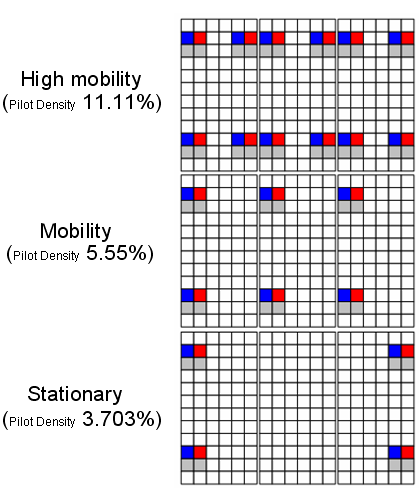 High mobility
(Pilot Density 11.11%)
Mobility
(Pilot Density 5.55%)
Stationary
(Pilot Density 3.703%)